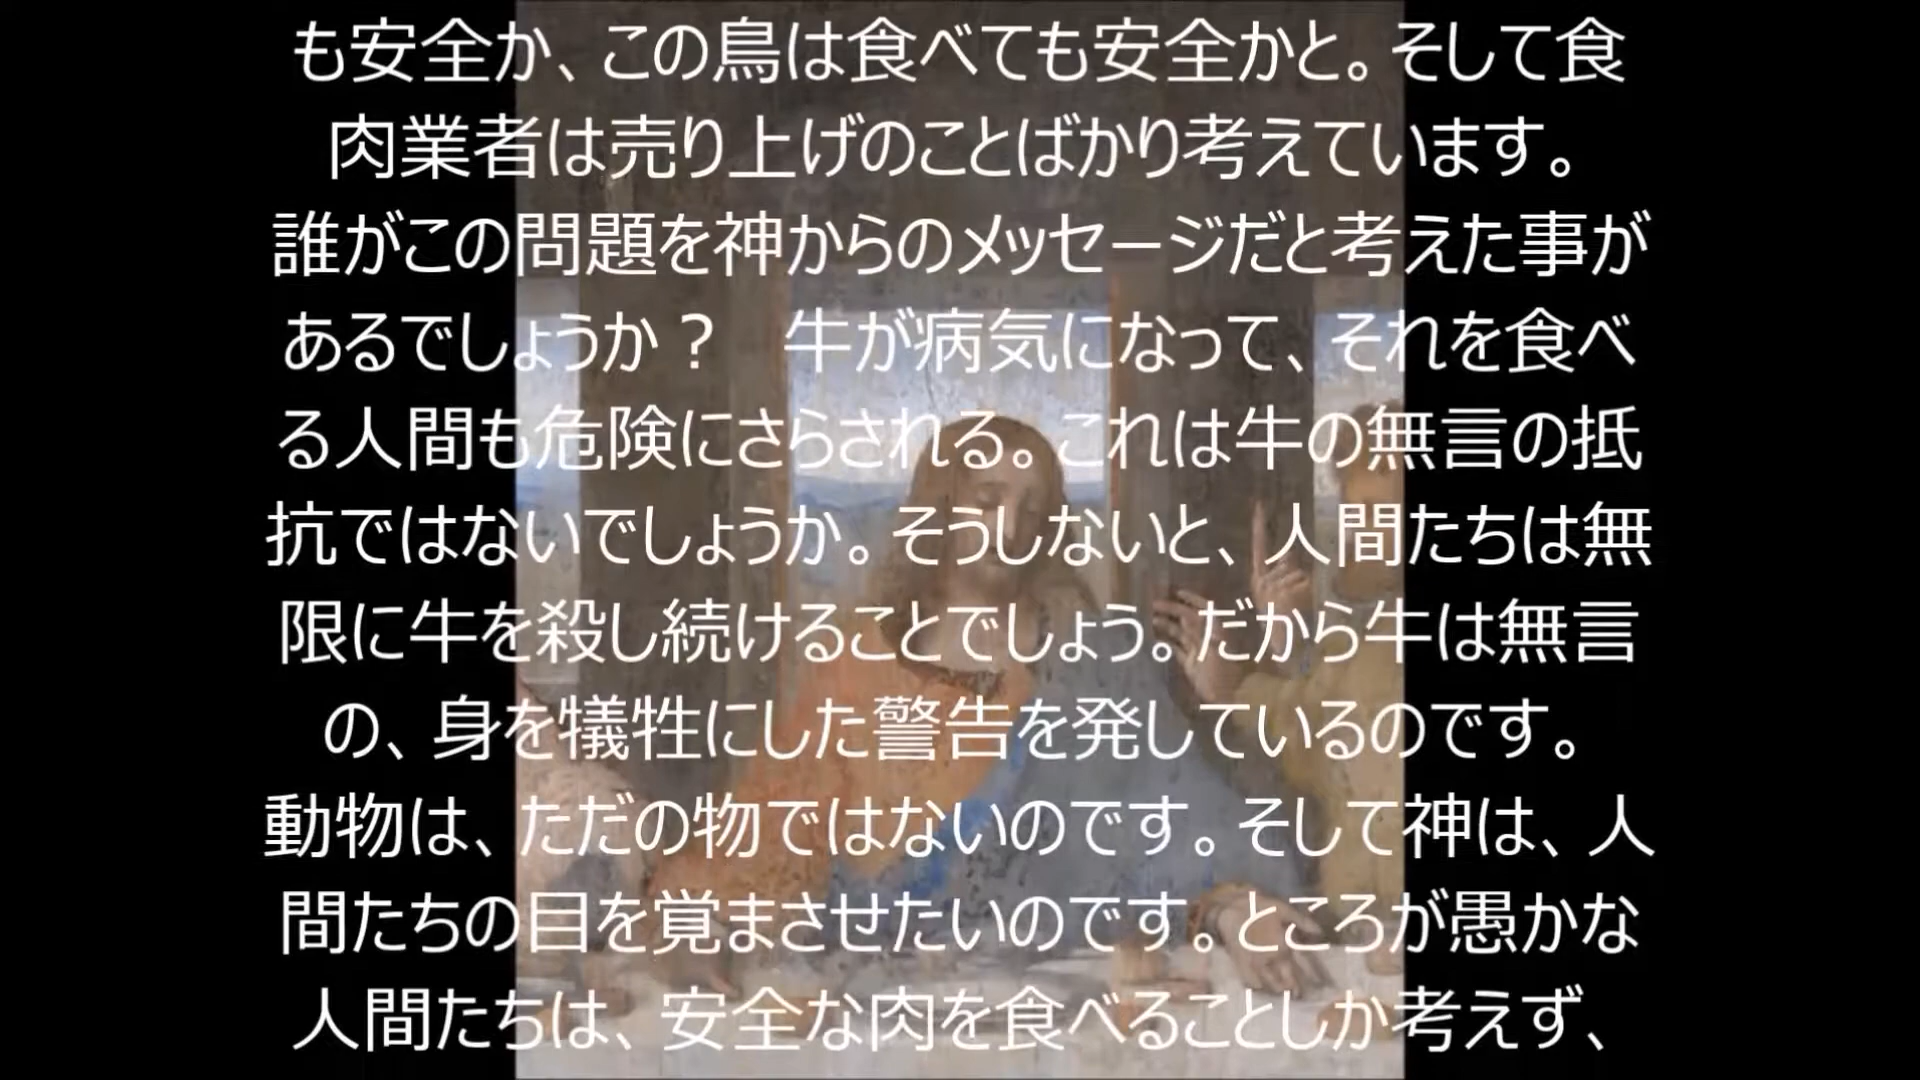 も安全か、この鳥は食べても安全かと。そして食
肉業者は売り上げのことばかり考えています。
誰がこの問題を神からのメッセージだと考えた事が
あるでしょうか？　牛が病気になって、それを食べ
る人間も危険にさらされる。これは牛の無言の抵
抗ではないでしょうか。そうしないと、人間たちは無
限に牛を殺し続けることでしょう。だから牛は無言
の、身を犠牲にした警告を発しているのです。
動物は、ただの物ではないのです。そして神は、人
間たちの目を覚まさせたいのです。ところが愚かな
人間たちは、安全な肉を食べることしか考えず、